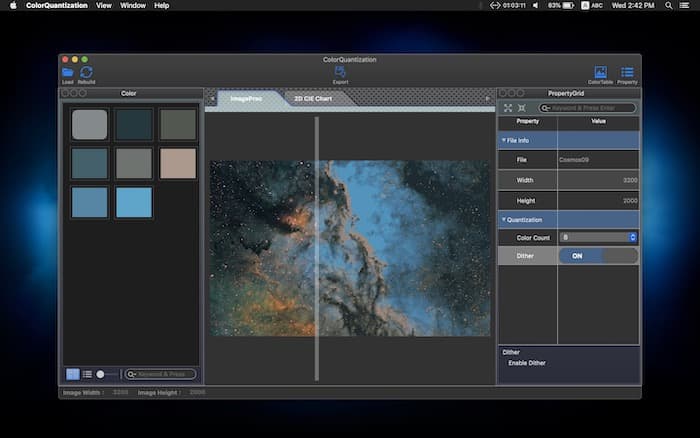 ColorQuantization View Window Help
01:03:11 83% A ABC Wed 2:42 PM
ColorQuantization
Load Rebuild Export ColorTable Property
Color
ImageProc 2D CIE Chart
PropertyGrid
Keyword & Press Enter
Property Value
File Info
File Cosmos09
Width 3200
Height 2000
Quantization
Color Count 8
Dither ON
Dither
Enable Dither
Keyword & Press
Image Width : 3200 Image Height : 2000